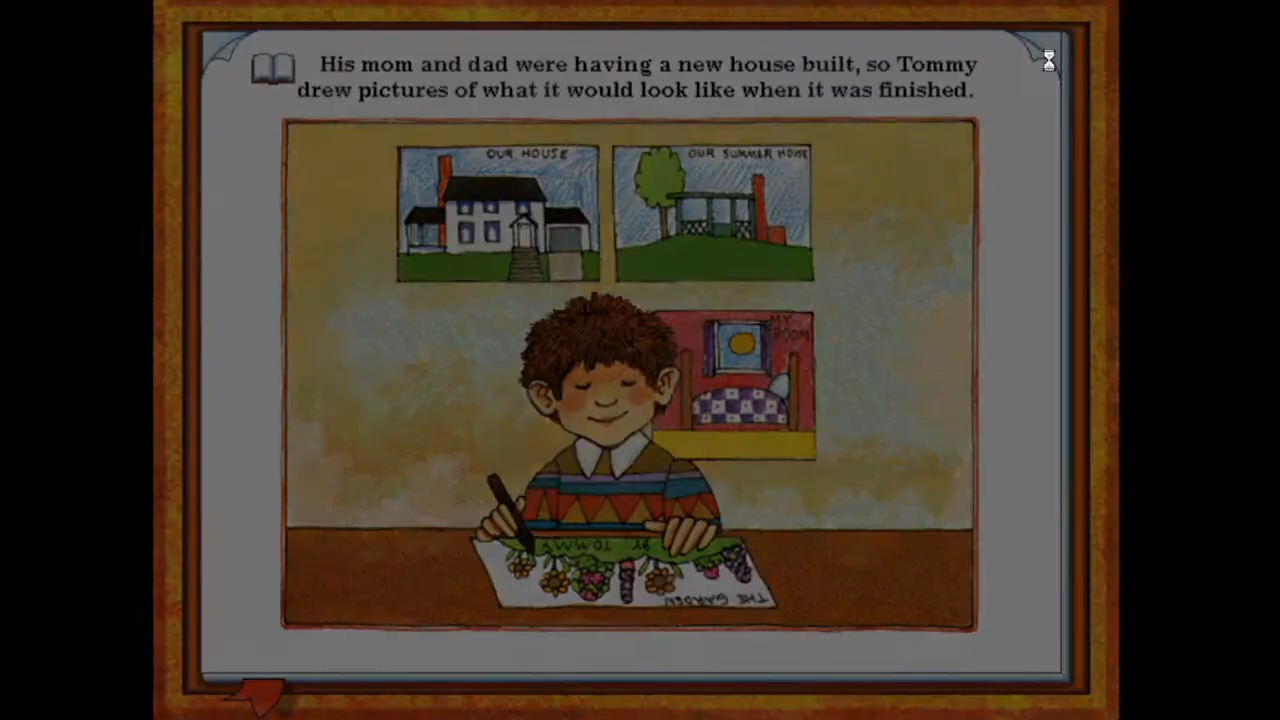 His mom and dad were having a new house built, so Tommy
drew pictures of what it would look like when it was finished.
OUR HOUSE
OUR SUMMER HOUSE
MY
ROOM
BY TOMMY
THE GARDEN